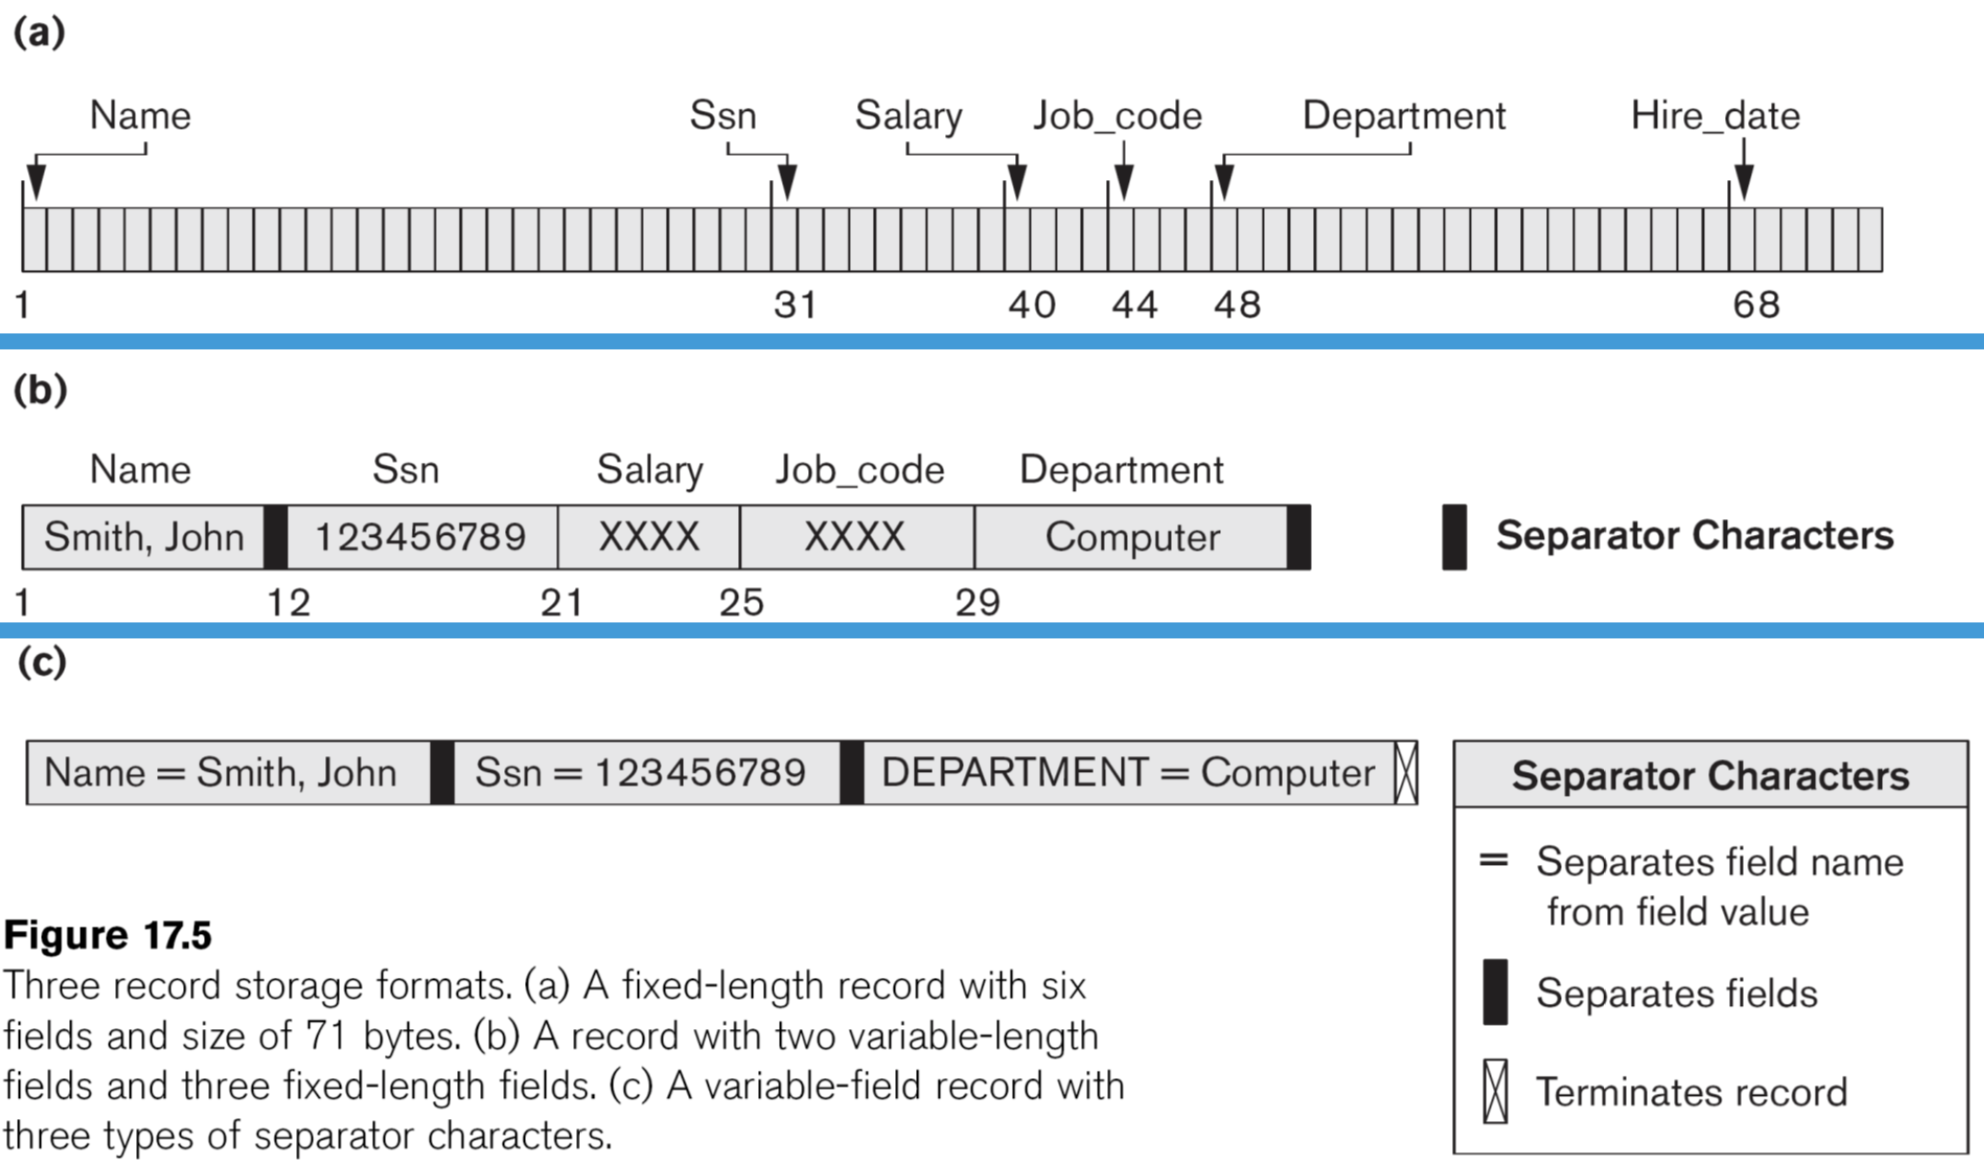 (a)
Name Ssn Salary Job_code Department Hire_date
1 31 40 44 48 68
(b)
Name Ssn Salary Job_code Department
Smith, John 123456789 XXXX XXXX Computer Separator Characters
1 12 21 25 29
(c)
Name = Smith, John Ssn = 123456789 DEPARTMENT = Computer
Separator Characters
= Separates field name
from field value
Separates fields
Terminates record
Figure 17.5
Three record storage formats. (a) A fixed-length record with six
fields and size of 71 bytes. (b) A record with two variable-length
fields and three fixed-length fields. (c) A variable-field record with
three types of separator characters.